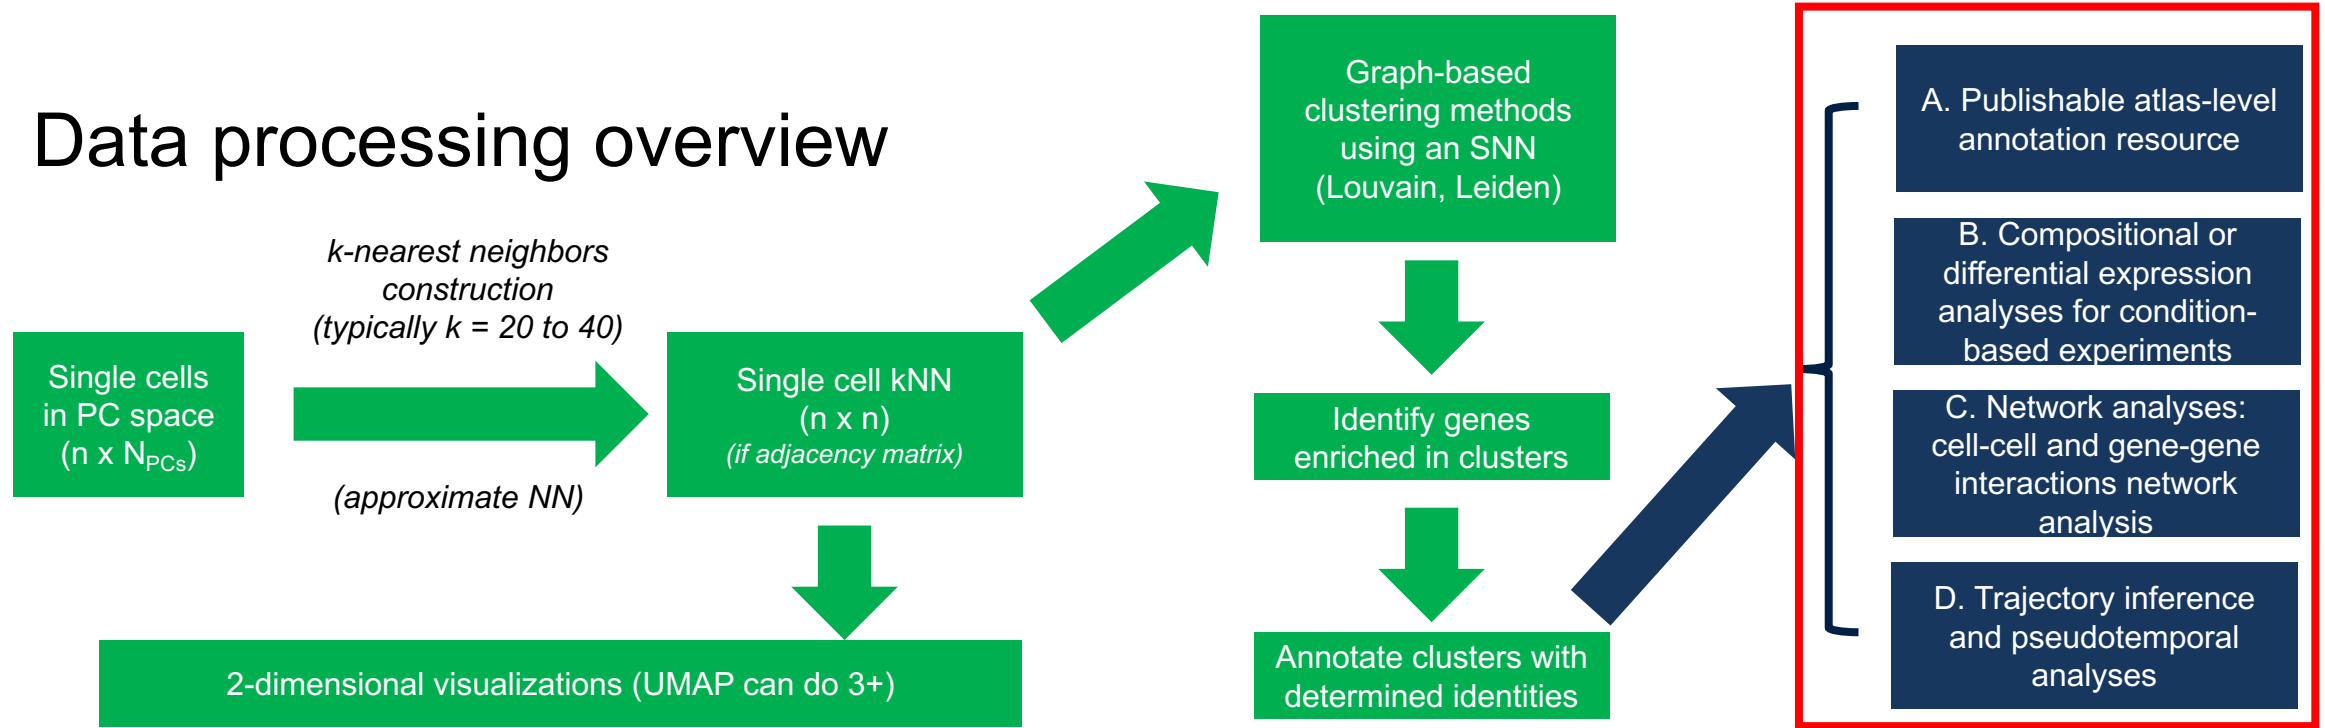 Data processing overview
k-nearest neighbors
construction
(typically k = 20 to 40)
Single cells
in PC space
(n x NPCs)
(approximate NN)
Single cell kNN
(n x n)
(if adjacency matrix)
2-dimensional visualizations (UMAP can do 3+)
Graph-based
clustering methods
using an SNN
(Louvain, Leiden)
Identify genes
enriched in clusters
Annotate clusters with
determined identities
A. Publishable atlas-level
annotation resource
B. Compositional or
differential expression
analyses for condition-
based experiments
C. Network analyses:
cell-cell and gene-gene
interactions network
analysis
D. Trajectory inference
and pseudotemporal
analyses